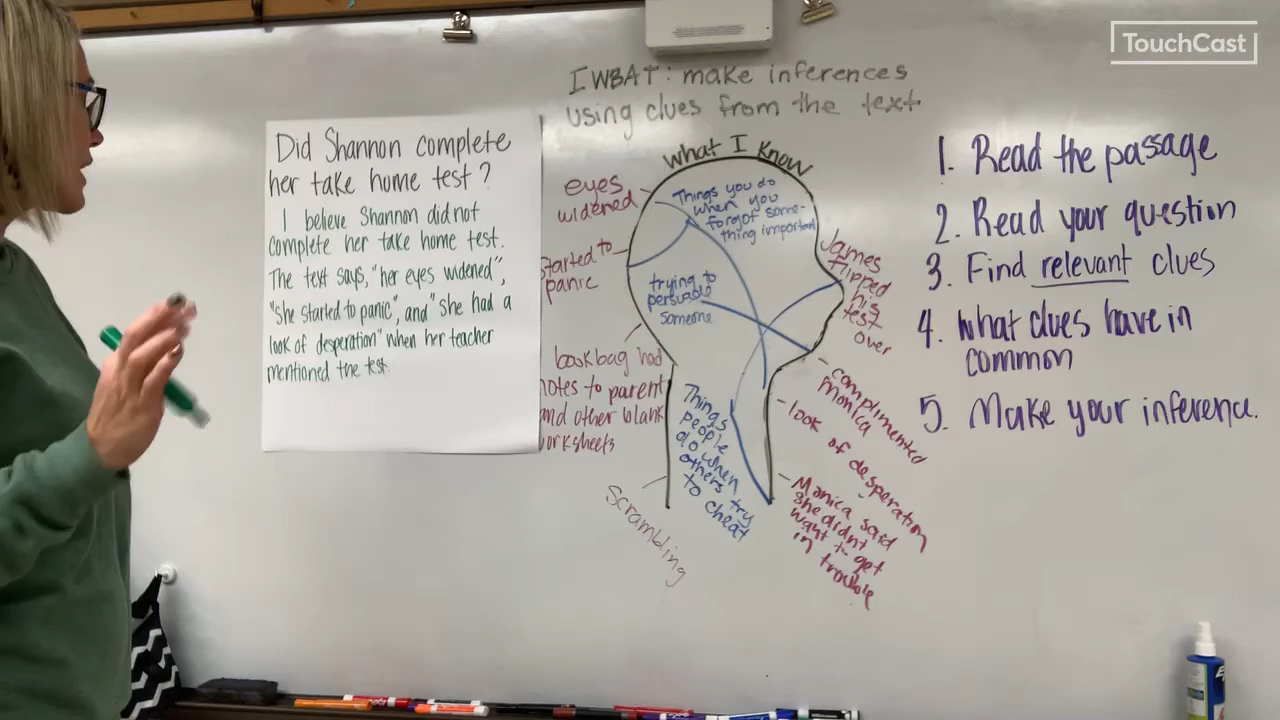 TouchCast
IWBAT: make inferences
using clues from the text
Did Shannon complete
her take home test?
I believe Shannon did not
complete her take home test.
The text says, "her eyes widened",
"she started to panic", and "she had a
look of desperation" when her teacher
mentioned the test.
What I Know
eyes
widened
started to
panic
bookbag had
notes to parent
and other blank
worksheets
Scrambling
Things you do
when you
forgot some-
thing important
trying to
persuade
someone
Things
people
do when
others try
to cheat
James
flipped
his
test
over
complimented
Monica
look of desperation
Monica said
she didn't
want to get
in trouble
1. Read the passage
2. Read your question
3. Find relevant clues
4. What clues have in
common
5. Make your inference.